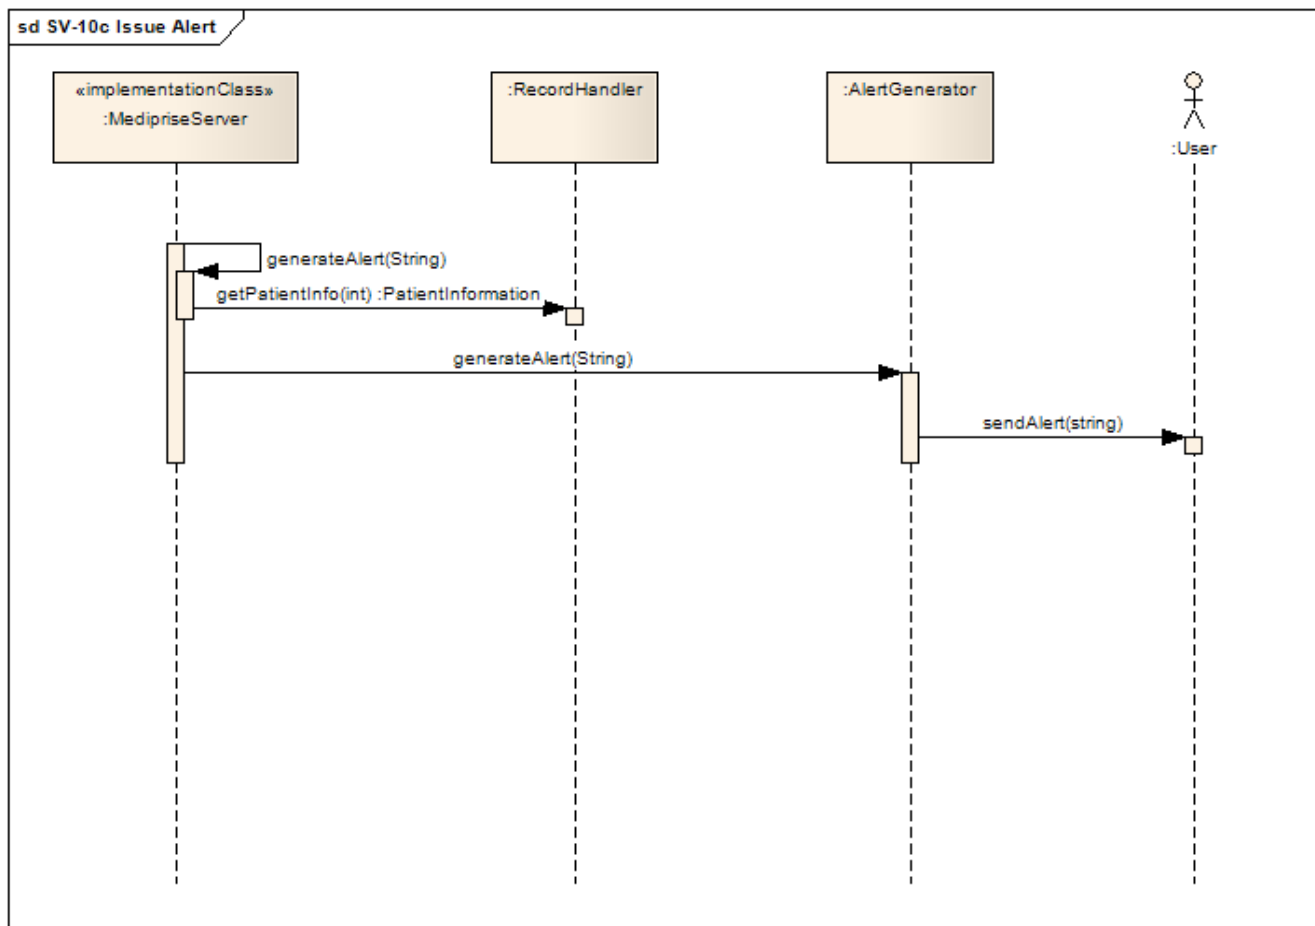 sd SV-10c Issue Alert
«implementationClass»
:MedipriseServer
:RecordHandler
:AlertGenerator
:User
generateAlert(String)
getPatientInfo(int) :PatientInformation
generateAlert(String)
sendAlert(string)